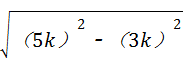 √(（5k）² - （3k）²)